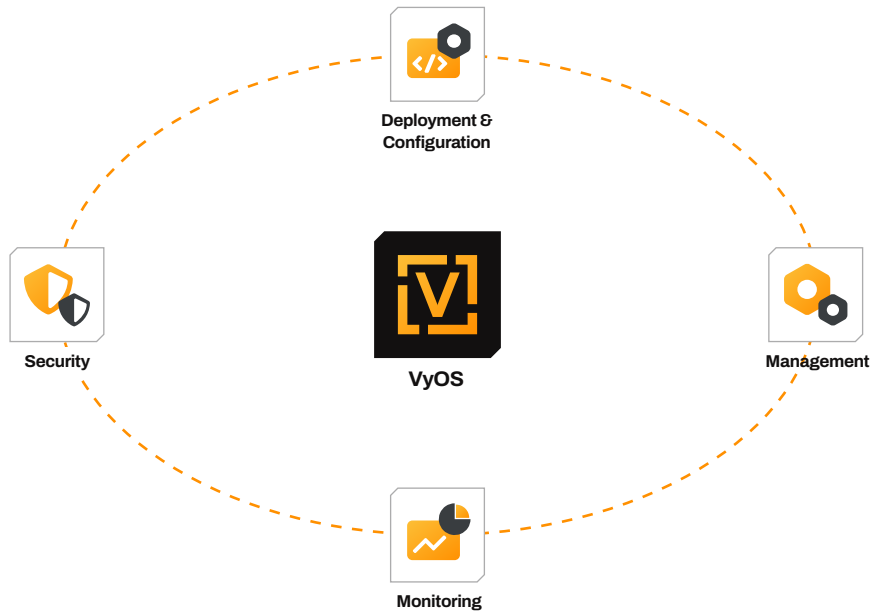 Deployment &
Configuration
V
Security
Management
VyOS
Monitoring